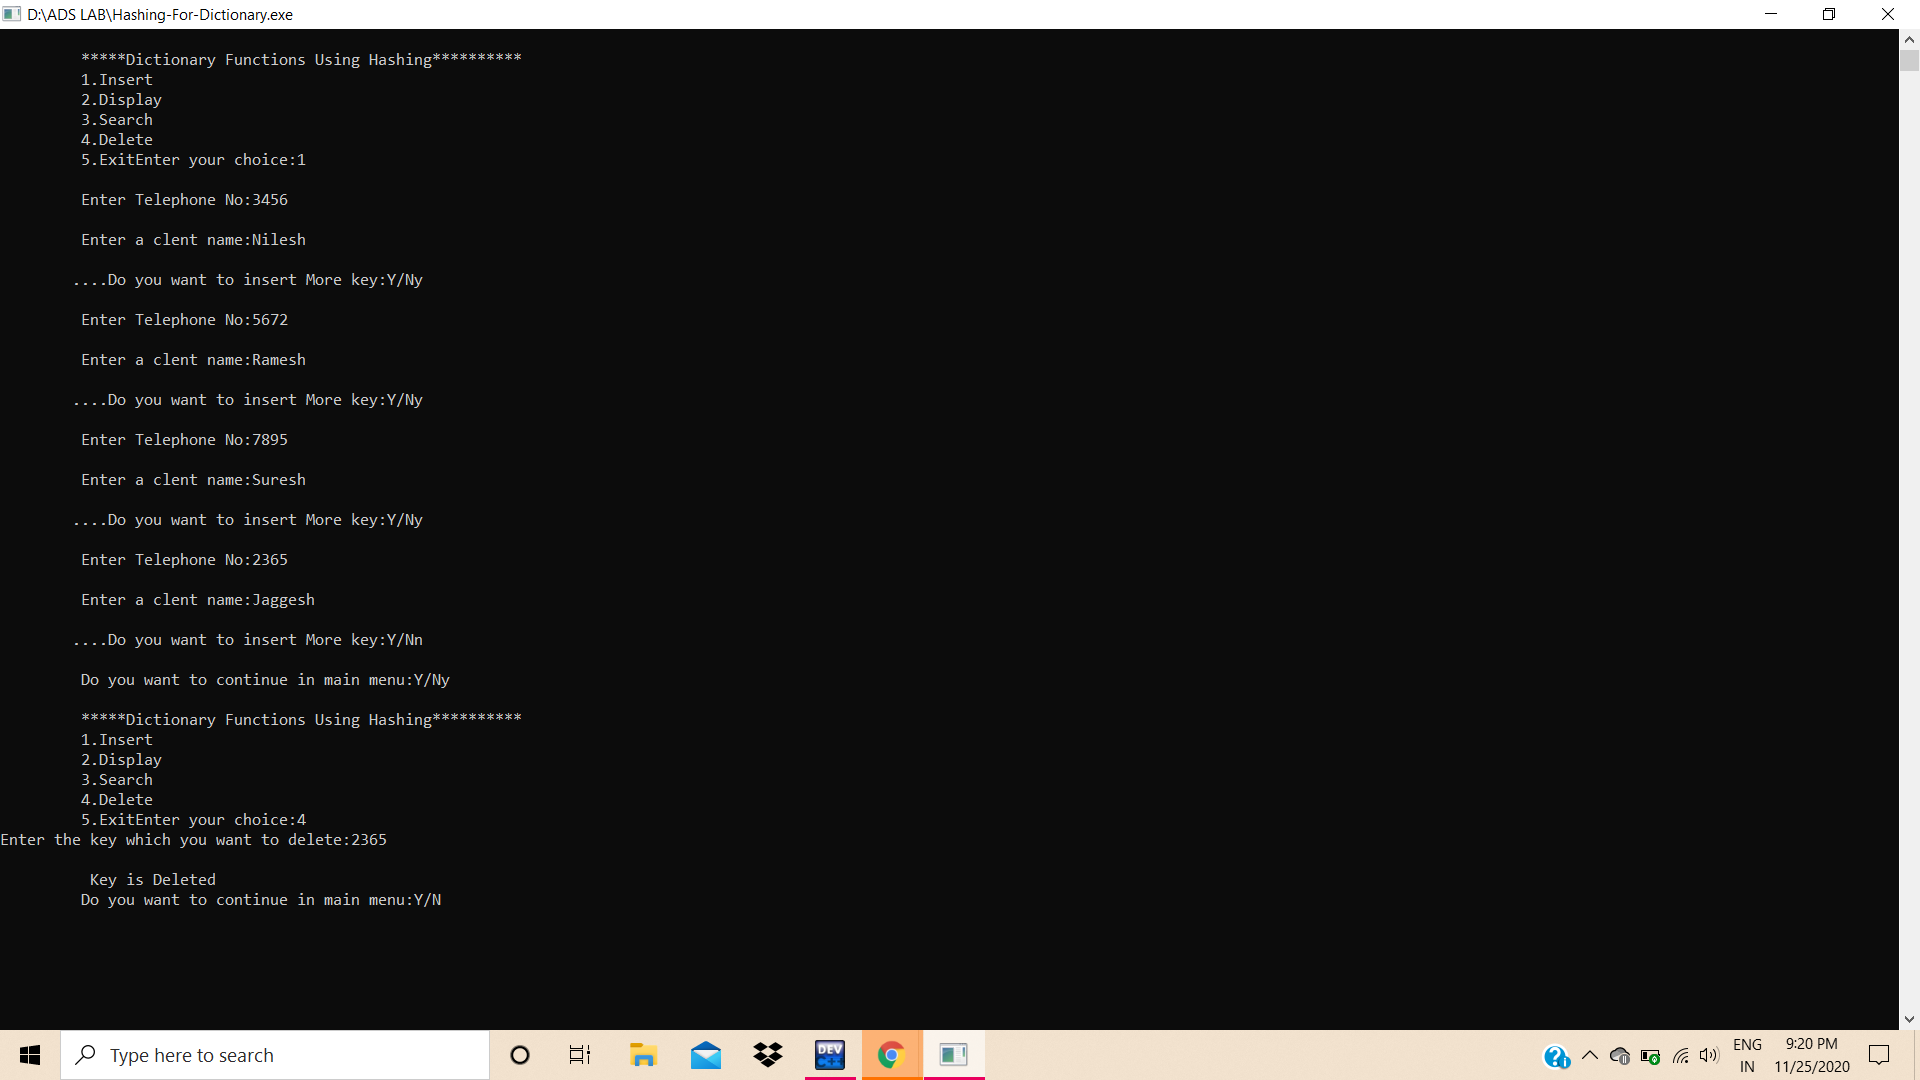 D:\ADS LAB\Hashing-For-Dictionary.exe
*****Dictionary Functions Using Hashing**********
1.Insert
2.Display
3.Search
4.Delete
5.ExitEnter your choice:1
Enter Telephone No:3456
Enter a clent name:Nilesh
....Do you want to insert More key:Y/Ny
Enter Telephone No:5672
Enter a clent name:Ramesh
....Do you want to insert More key:Y/Ny
Enter Telephone No:7895
Enter a clent name:Suresh
....Do you want to insert More key:Y/Ny
Enter Telephone No:2365
Enter a clent name:Jaggesh
....Do you want to insert More key:Y/Nn
Do you want to continue in main menu:Y/Ny
*****Dictionary Functions Using Hashing**********
1.Insert
2.Display
3.Search
4.Delete
5.ExitEnter your choice:4
Enter the key which you want to delete:2365
Key is Deleted
Do you want to continue in main menu:Y/N
Type here to search
DEV
C++
ENG
IN
9:20 PM
11/25/2020